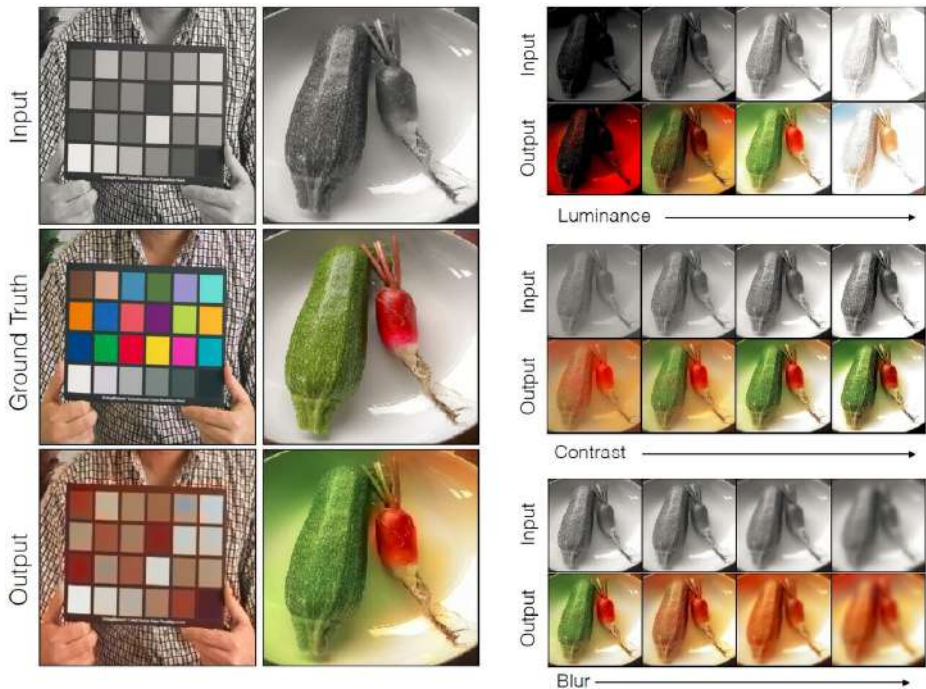 Input
Ground Truth
Output
Input
Output
Luminance
Input
Output
Contrast
Input
Output
Blur